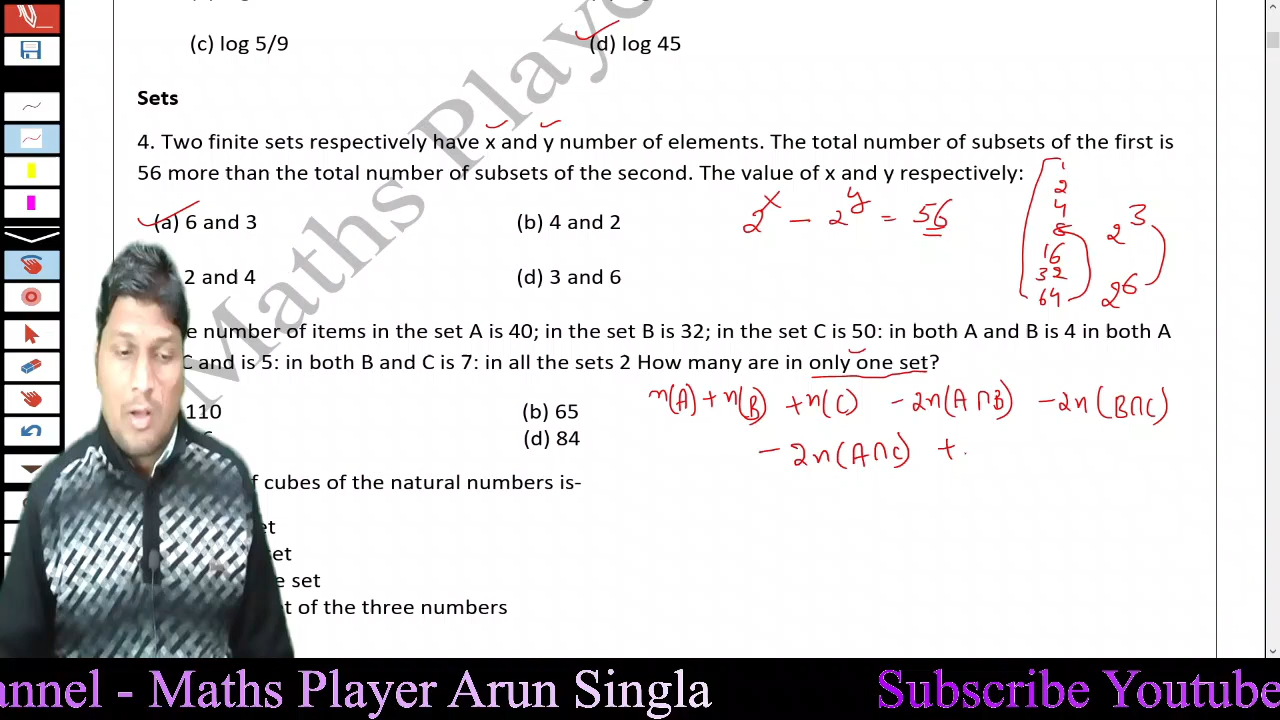 (c) log 5/9
(d) log 45
Sets
4. Two finite sets respectively have x and y number of elements. The total number of subsets of the first is
56 more than the total number of subsets of the second. The value of x and y respectively:
(a) 6 and 3
(b) 4 and 2
2 and 4
(d) 3 and 6
2^x - 2^y = 56
1
2
4
8
16
32
64
2^3
2^6
e number of items in the set A is 40; in the set B is 32; in the set C is 50: in both A and B is 4 in both A
C and is 5: in both B and C is 7: in all the sets 2 How many are in only one set?
110
(b) 65
(d) 84
n(A) + n(B) + n(C) - 2n(A∩B) - 2n(B∩C)
- 2n(A∩C) +
f cubes of the natural numbers is-
et
set
e set
t of the three numbers
Maths Playe
Maths
annel - Maths Player Arun Singla
Subscribe Youtube